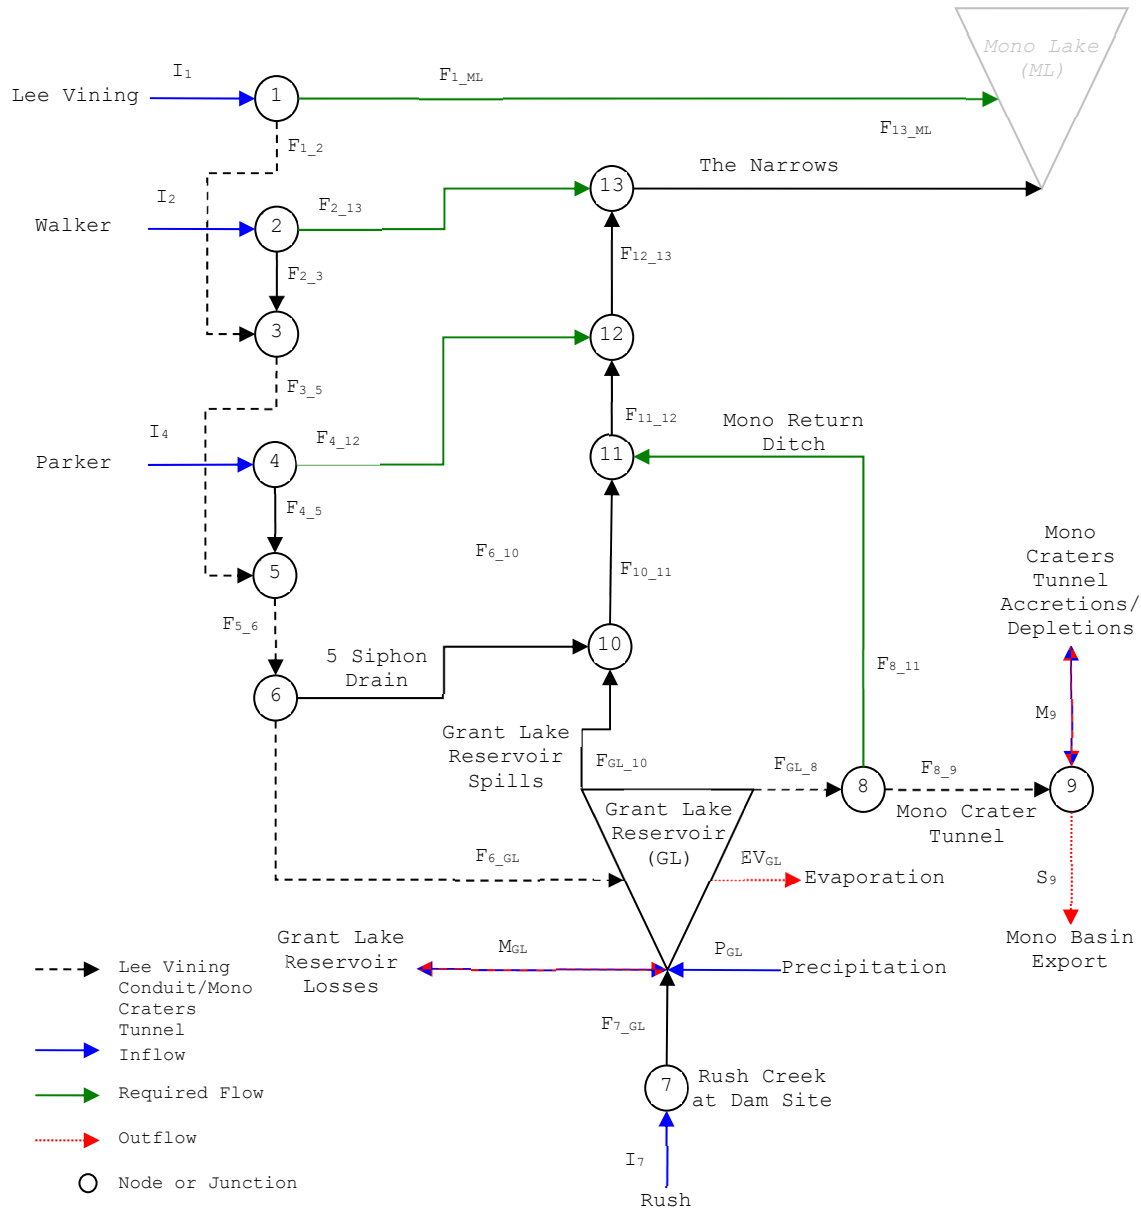 Mono Lake
(ML)
I1
F1_ML
Lee Vining
1
F13_ML
F1_2
The Narrows
I2
F2_13
13
Walker
2
F12_13
F2_3
3
12
F3_5
F11_12
Mono Return
Ditch
I4
F4_12
Parker
4
11
F4_5
F6_10
F10_11
5
Mono
Craters
Tunnel
Accretions/
Depletions
F5_6
5 Siphon
Drain
10
F8_11
6
M9
Grant Lake
Reservoir
Spills
FGL_10
FGL_8
F8_9
8
9
Mono Crater
Tunnel
Grant Lake
Reservoir
(GL)
F6_GL
EVGL
Evaporation
S9
Mono Basin
Export
Grant Lake
Reservoir
Losses
MGL
PGL
Precipitation
F7_GL
7
Rush Creek
at Dam Site
I7
Rush
Lee Vining
Conduit/Mono
Craters
Tunnel
Inflow
Required Flow
Outflow
Node or Junction